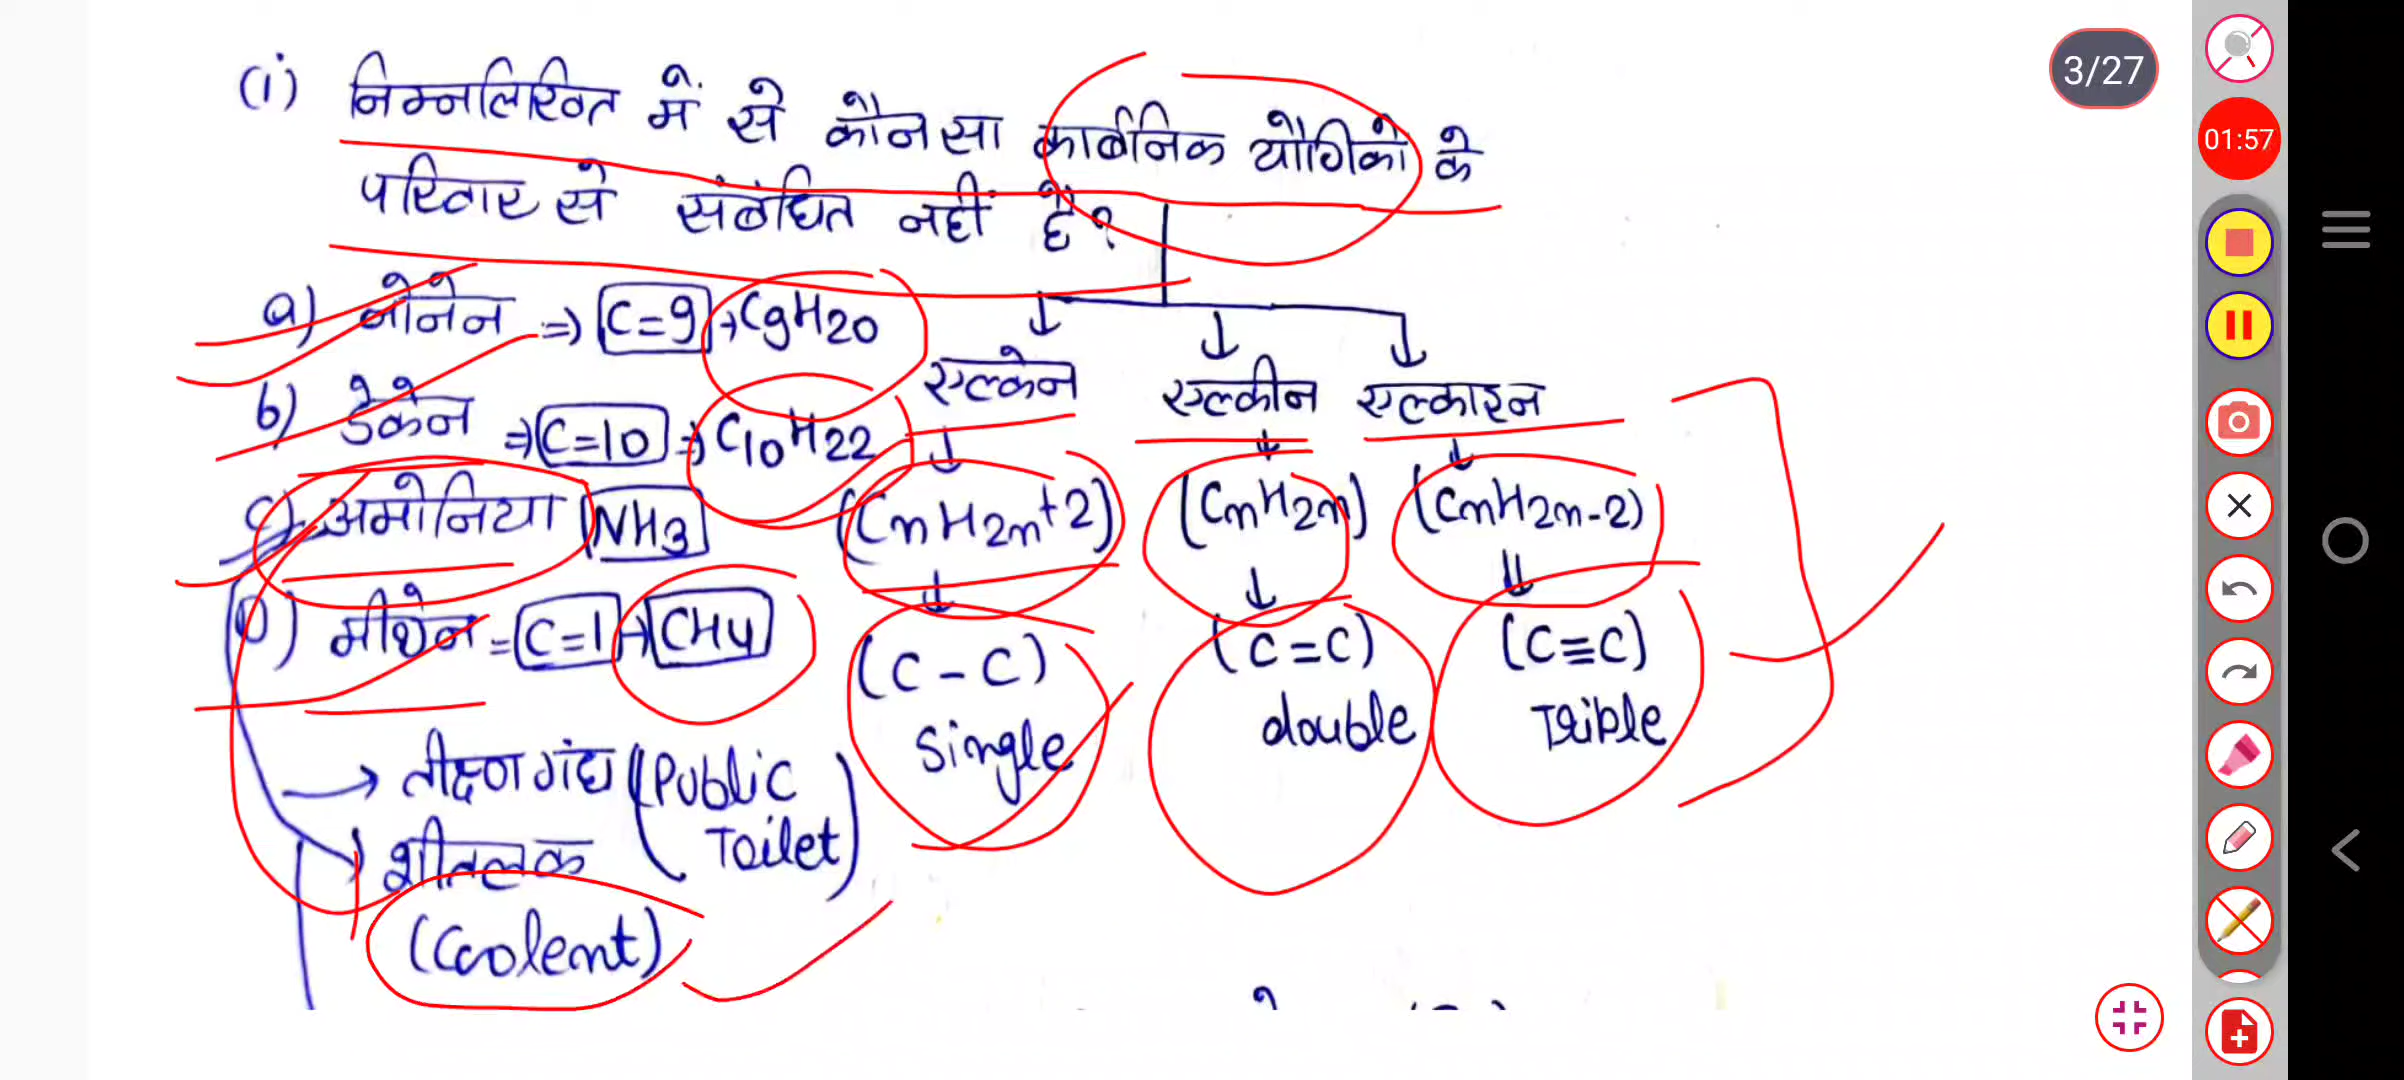 (i) निम्नलिखित में से कौनसा कार्बनिक यौगिको के
परिवार से संबंधित नहीं है?
a) नोनेन ⇒ C=9 → C9H20
b) डेकेन ⇒ C=10 ⇒ C10H22
c) अमोनिया NH3
D) मीथेन = C=1 → CH4
→ तीक्ष्ण गंध (Public Toilet)
→ शीतलक
(Coolent)
एल्केन एल्कीन एल्काइन
(CnH2n+2) (CnH2n) (CnH2n-2)
(C-C) (C=C) (C≡C)
Single double Trible
3/27
01:57